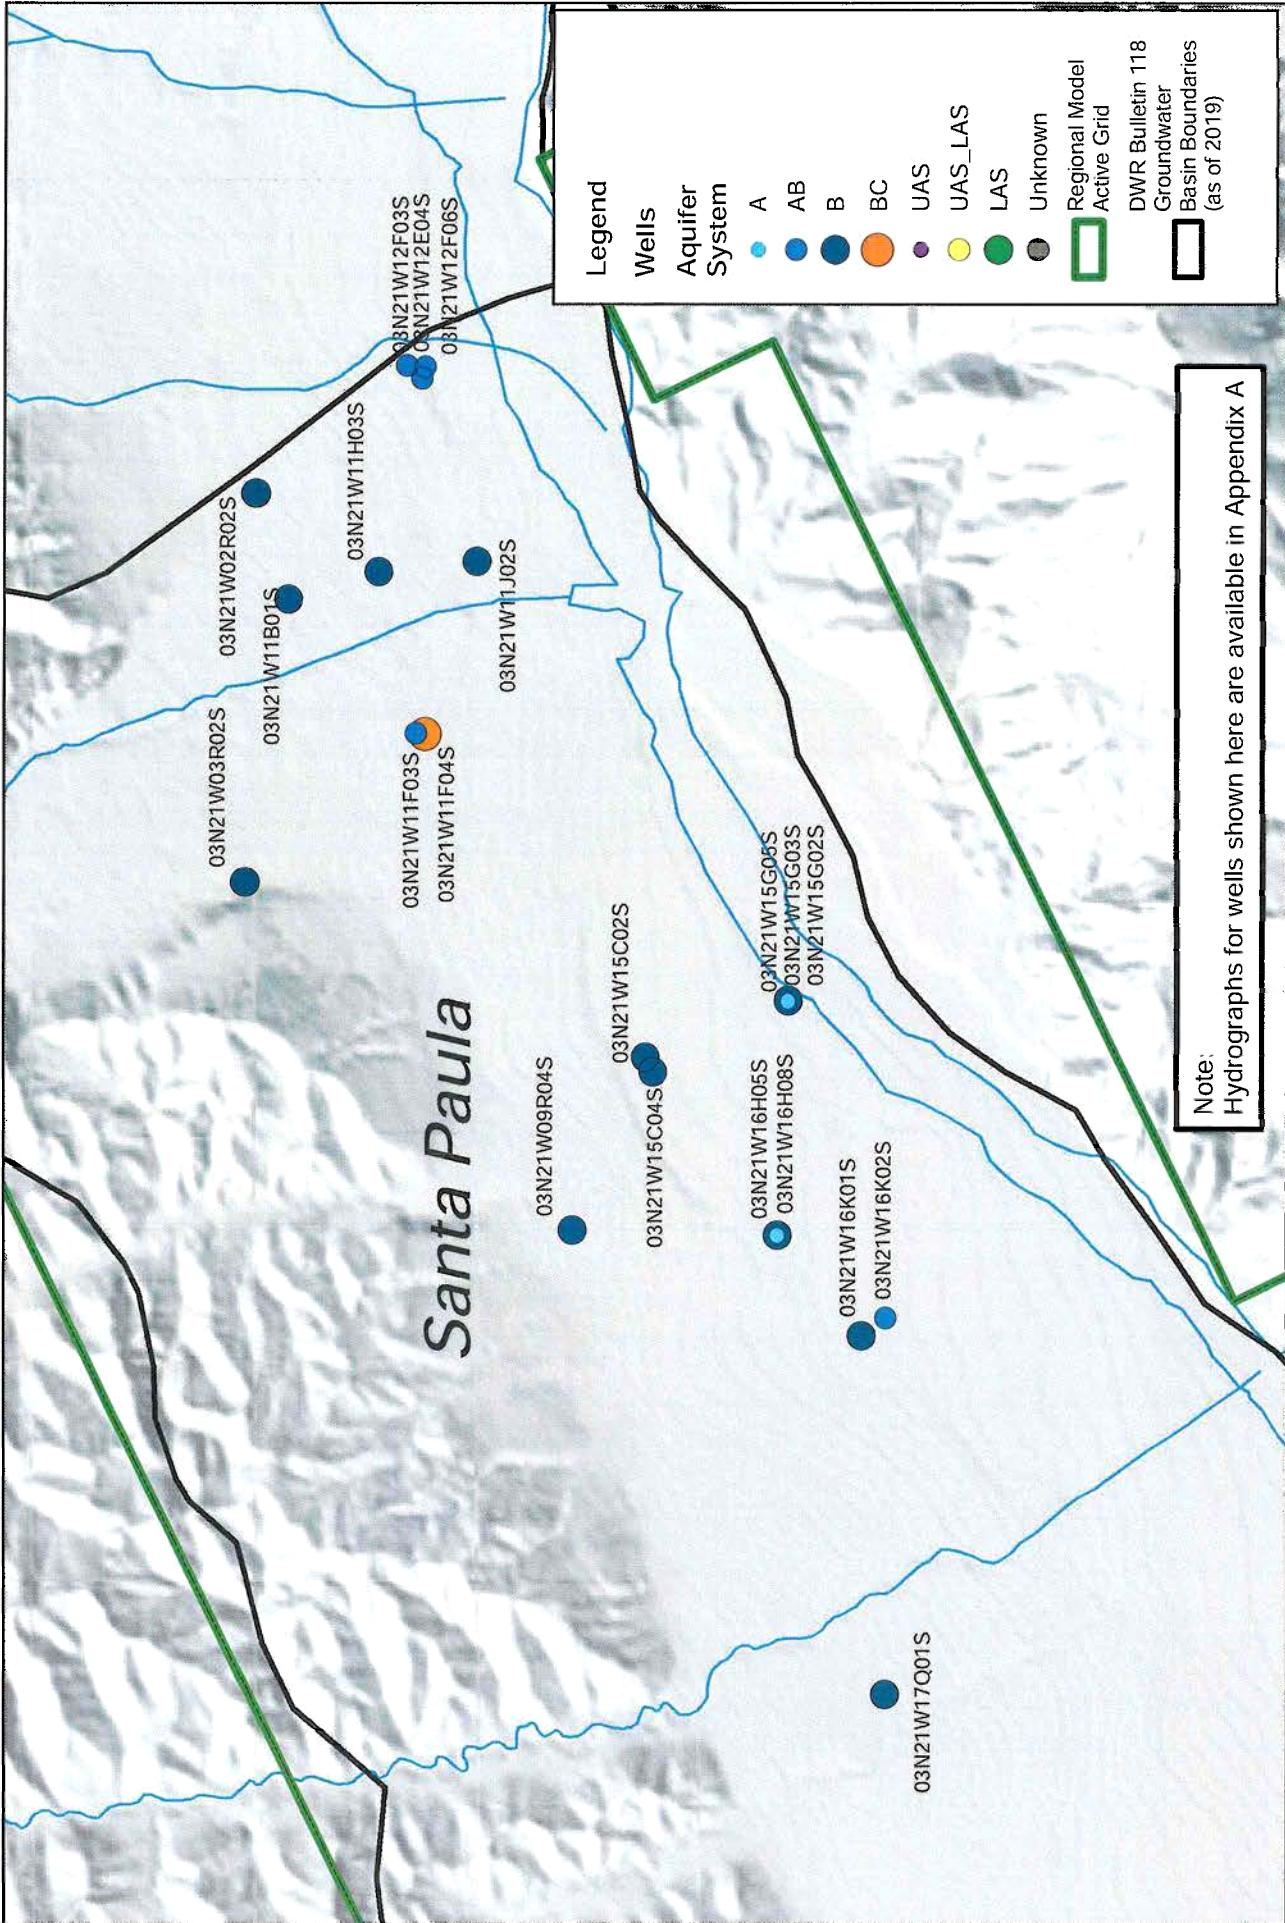 03N21W12F03S
03N21W12E04S
03N21W12F06S
03N21W02R02S
03N21W11B01S
03N21W11H03S
03N21W11J02S
03N21W03R02S
03N21W11F03S
03N21W11F04S
Santa Paula
03N21W15C02S
03N21W15C04S
03N21W09R04S
03N21W15G05S
03N21W15G03S
03N21W15G02S
03N21W16H05S
03N21W16H08S
03N21W16K01S
03N21W16K02S
03N21W17Q01S
Legend
Wells
Aquifer
System
A
AB
B
BC
UAS
UAS_LAS
LAS
Unknown
Regional Model
Active Grid
DWR Bulletin 118
Groundwater
Basin Boundaries
(as of 2019)
Note:
Hydrographs for wells shown here are available in Appendix A